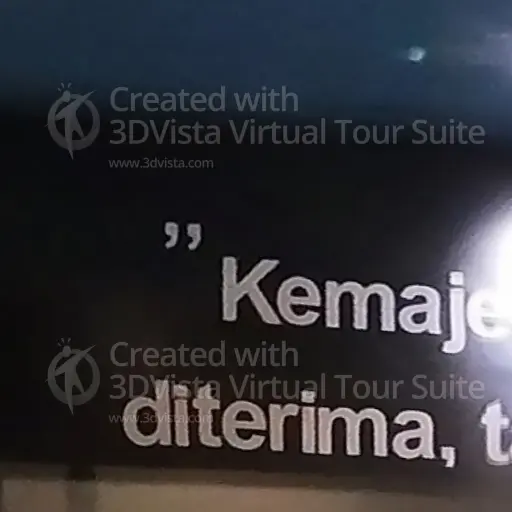 Created with
3DVista Virtual Tour Suite
www.3dvista.com
” Kemaje
Created with
3DVista Virtual Tour Suite
www.3dvista.com
diterima, t